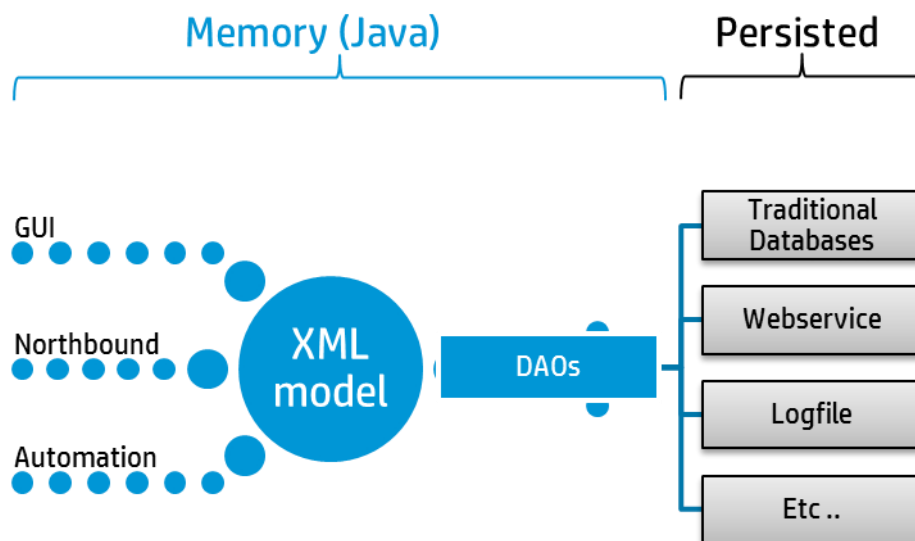 Memory (Java)
Persisted
GUI
Northbound
Automation
XML
model
DAOs
Traditional
Databases
Webservice
Logfile
Etc ..